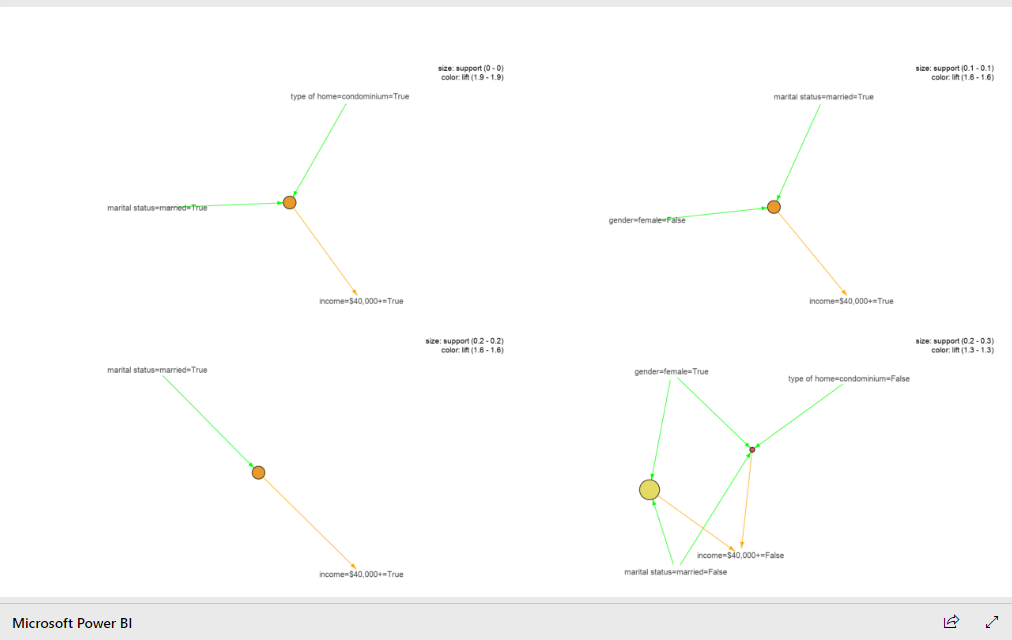 size: support (0 - 0)
color: lift (1.9 - 1.9)
type of home=condominium=True
marital status=married=True
income=$40,000+=True
size: support (0.1 - 0.1)
color: lift (1.6 - 1.6)
marital status=married=True
gender=female=False
income=$40,000+=True
size: support (0.2 - 0.2)
color: lift (1.6 - 1.6)
marital status=married=True
income=$40,000+=True
size: support (0.2 - 0.3)
color: lift (1.3 - 1.3)
gender=female=True
type of home=condominium=False
income=$40,000+=False
marital status=married=False
Microsoft Power BI